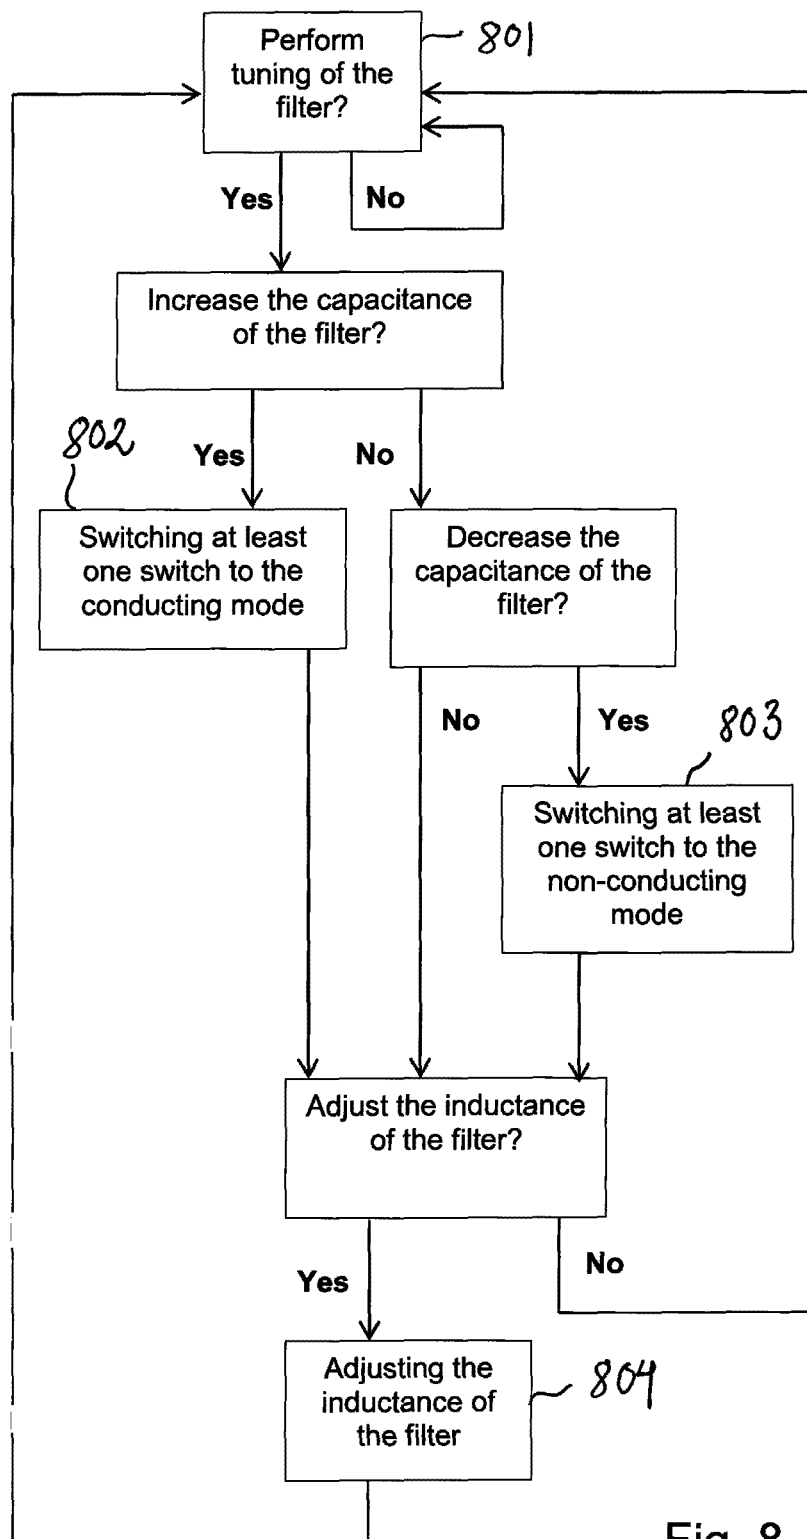 Perform
tuning of the
filter?
801
Yes
No
Increase the capacitance
of the filter?
802
Yes
No
Switching at least
one switch to the
conducting mode
Decrease the
capacitance of the
filter?
No
Yes
803
Switching at least
one switch to the
non-conducting
mode
Adjust the inductance
of the filter?
Yes
No
Adjusting the
inductance of
the filter
804
Fig. 8